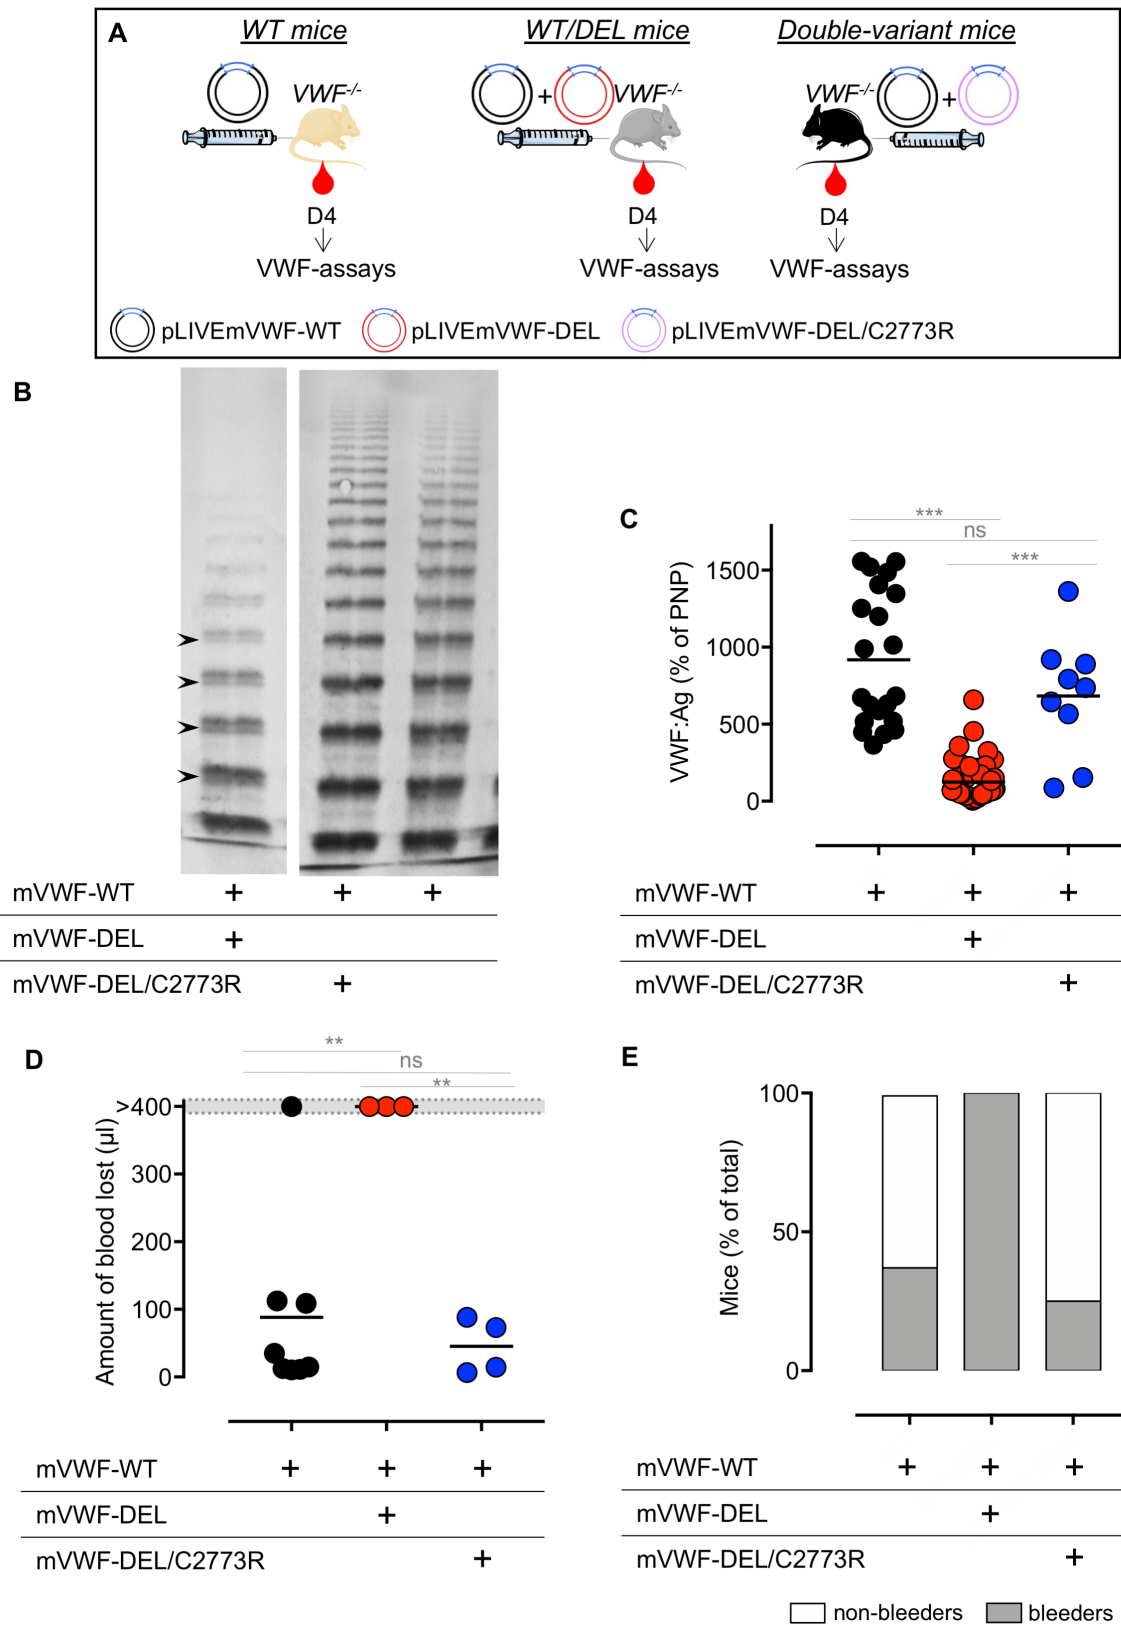 A
WT mice
WT/DEL mice
Double-variant mice
VWF-/-
+
VWF-/-
VWF-/-
+
D4
D4
D4
VWF-assays
VWF-assays
VWF-assays
pLIVEmVWF-WT
pLIVEmVWF-DEL
pLIVEmVWF-DEL/C2773R
B
mVWF-WT + + +
mVWF-DEL +
mVWF-DEL/C2773R +
C
***
ns
***
VWF:Ag (% of PNP)
1500
1000
500
0
mVWF-WT + + +
mVWF-DEL +
mVWF-DEL/C2773R +
D
**
ns
**
Amount of blood lost (µl)
>400
300
200
100
0
mVWF-WT + + +
mVWF-DEL +
mVWF-DEL/C2773R +
E
Mice (% of total)
100
50
0
mVWF-WT + + +
mVWF-DEL +
mVWF-DEL/C2773R +
non-bleeders
bleeders